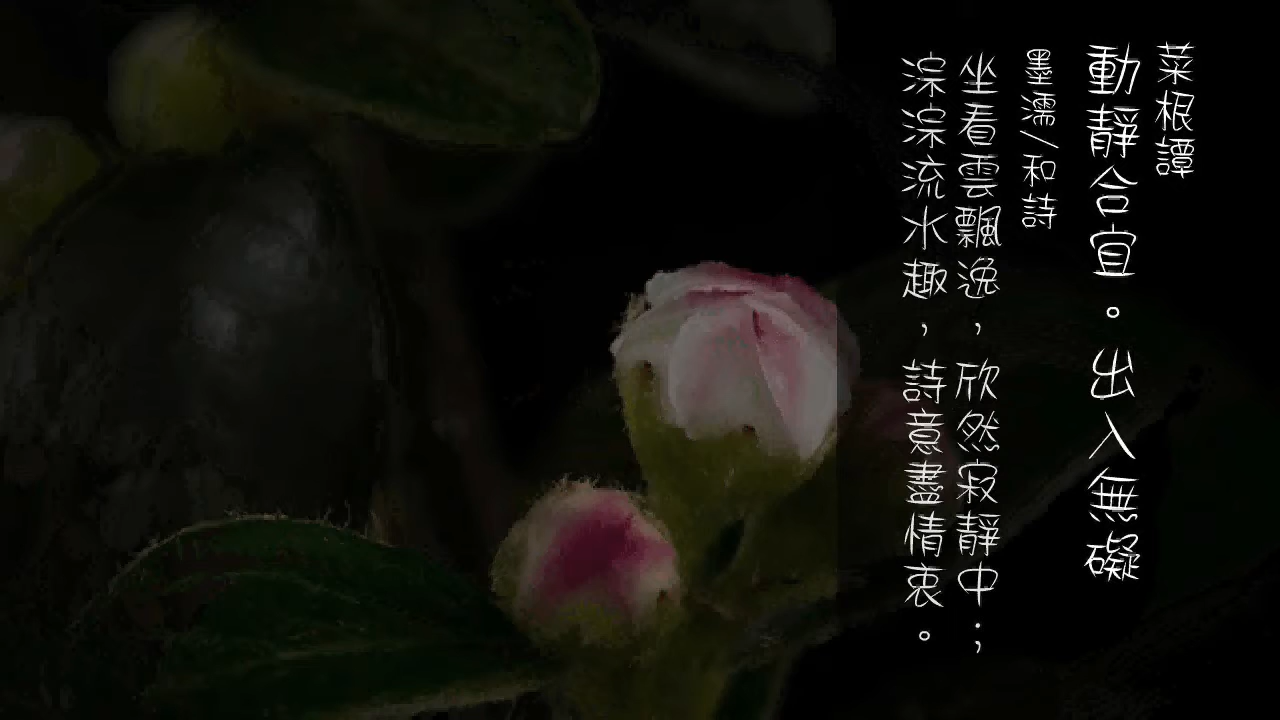 菜根譚
動靜合宜。出入無礙
墨濡/和詩
坐看雲飄逸，欣然寂靜中；
淙淙流水趣，詩意盡情衷。